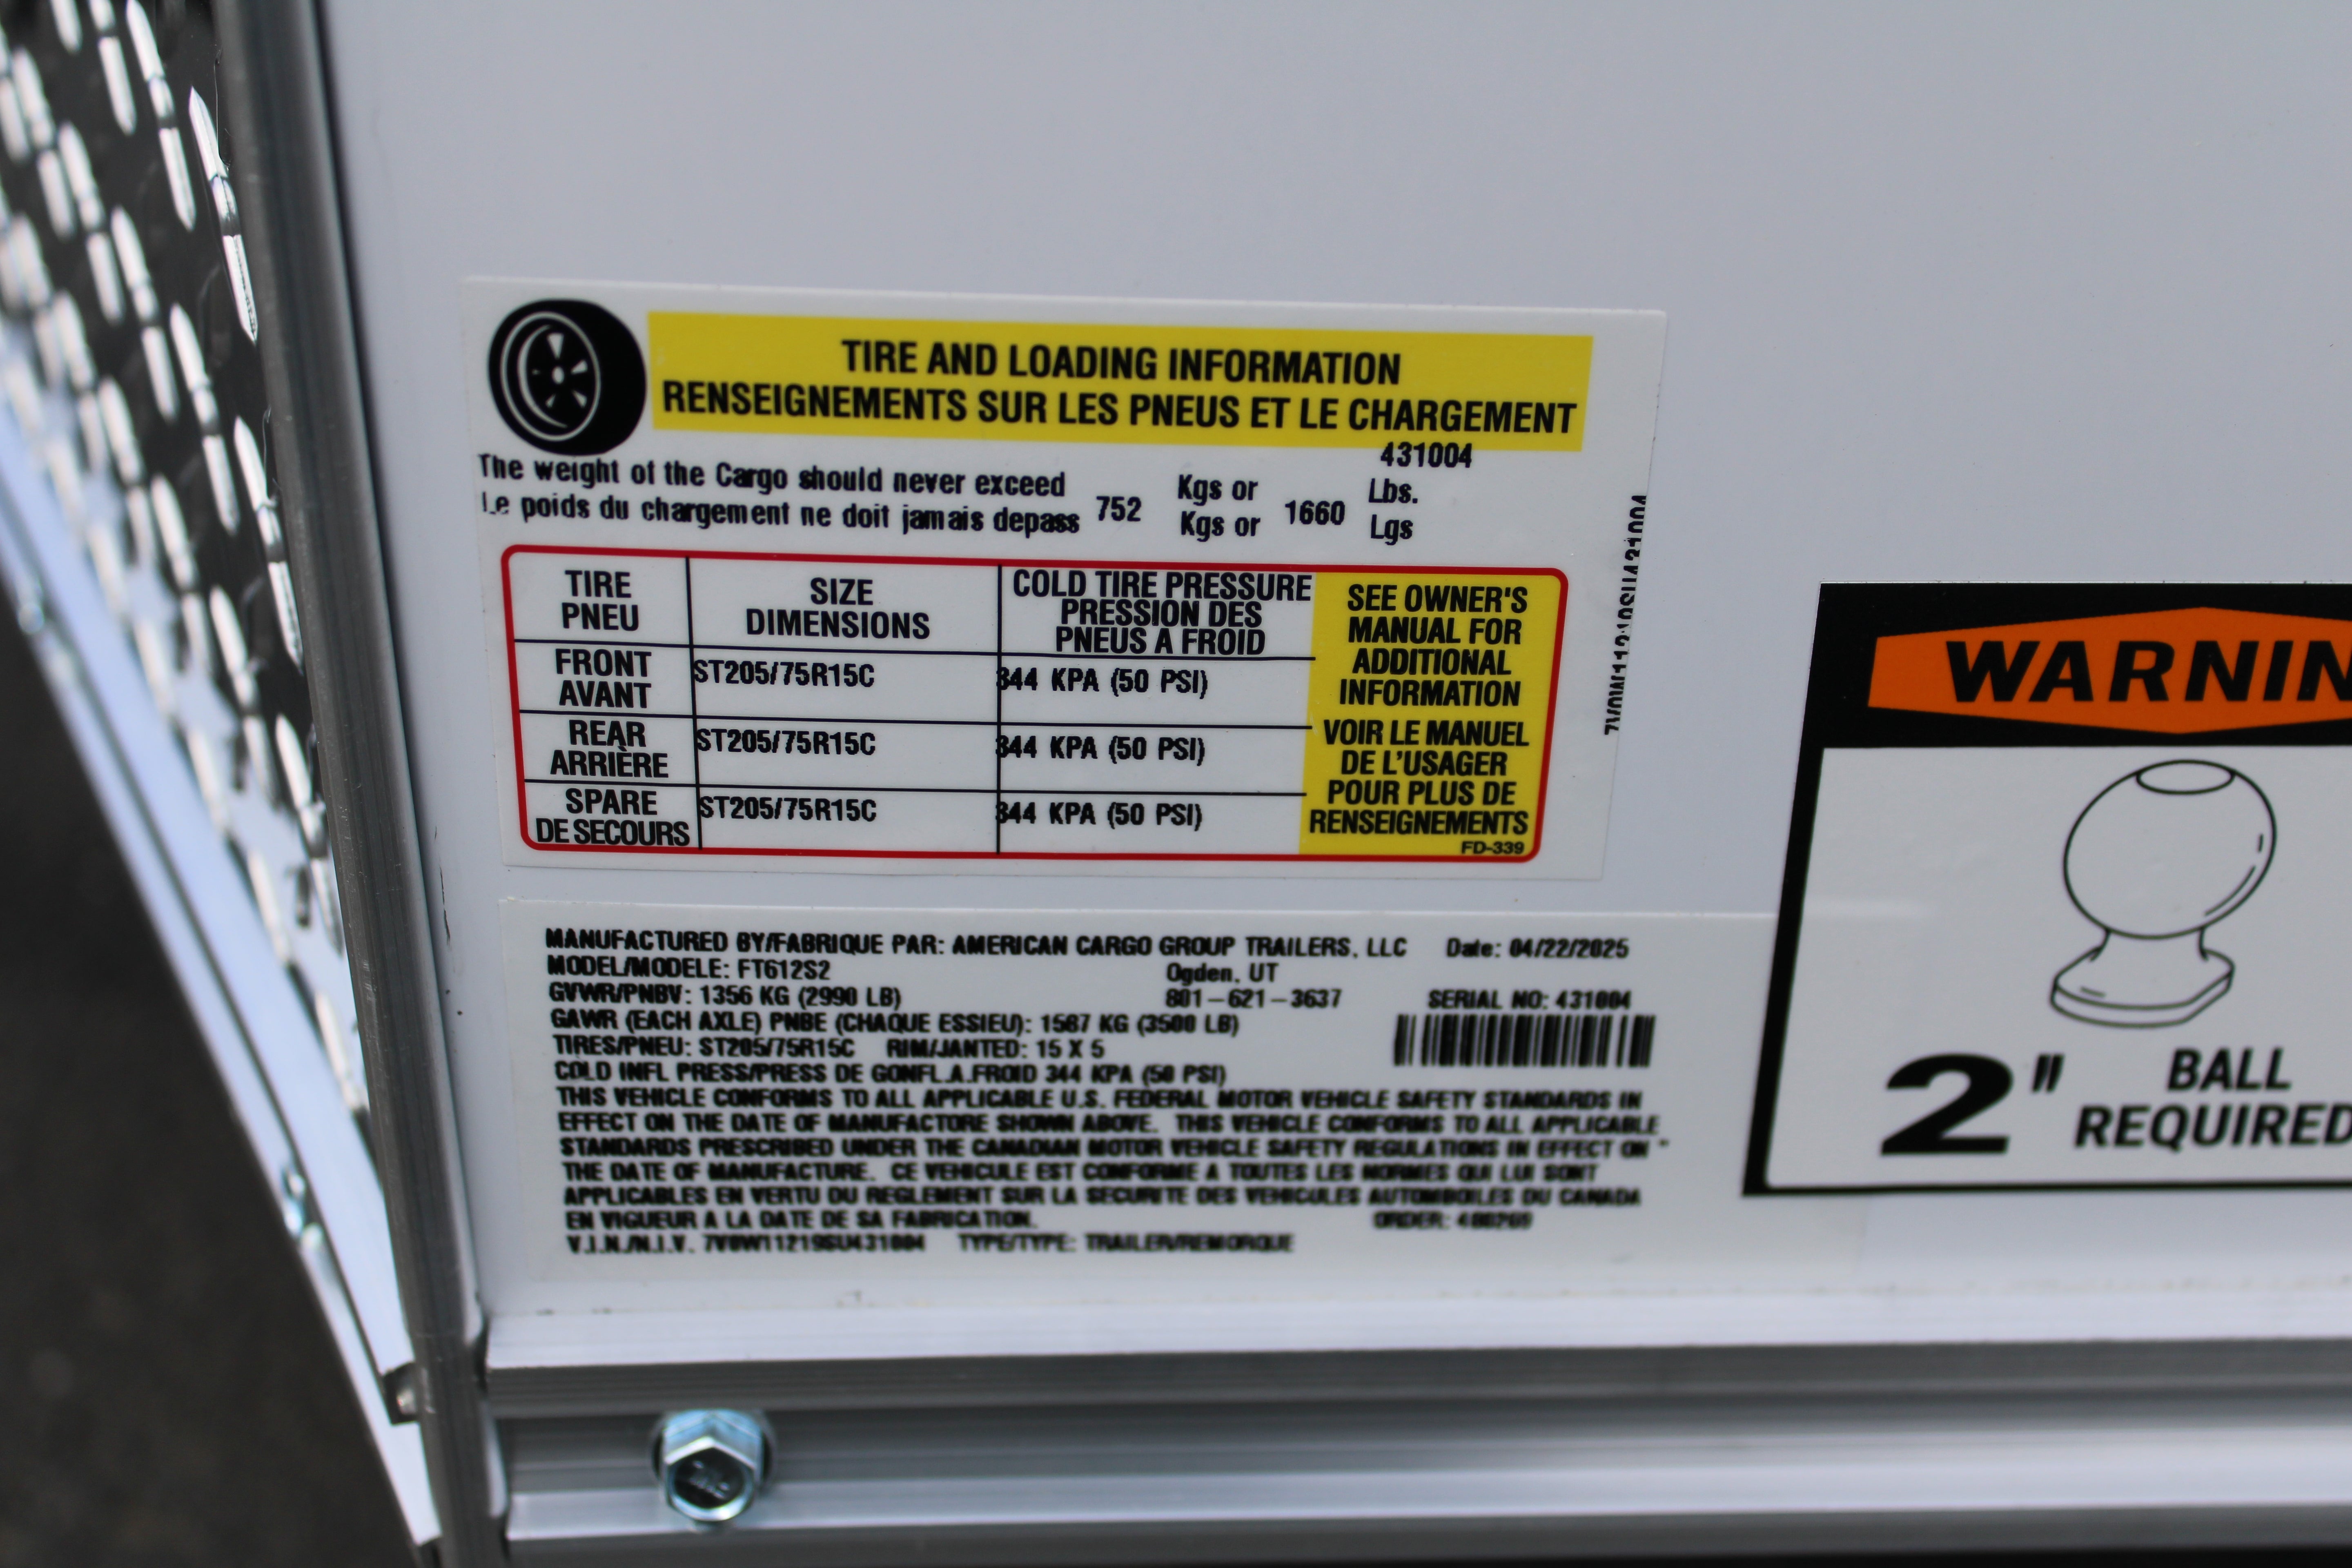 TIRE AND LOADING INFORMATION
RENSEIGNEMENTS SUR LES PNEUS ET LE CHARGEMENT
431004
The weight of the Cargo should never exceed Kgs or Lbs.
Le poids du chargement ne doit jamais depass 752 Kgs or 1660 Lgs
TIRE
PNEU
SIZE
DIMENSIONS
COLD TIRE PRESSURE
PRESSION DES
PNEUS A FROID
FRONT
AVANT
ST205/75R15C
344 KPA (50 PSI)
REAR
ARRIÈRE
ST205/75R15C
344 KPA (50 PSI)
SPARE
DE SECOURS
ST205/75R15C
344 KPA (50 PSI)
SEE OWNER'S
MANUAL FOR
ADDITIONAL
INFORMATION
VOIR LE MANUEL
DE L'USAGER
POUR PLUS DE
RENSEIGNEMENTS
FD-339
MANUFACTURED BY/FABRIQUE PAR: AMERICAN CARGO GROUP TRAILERS, LLC Date: 04/22/2025
MODEL/MODELE: FT612S2 Ogden, UT
GVWR/PNBV: 1356 KG (2990 LB) 801-621-3637 SERIAL NO: 431004
GAWR (EACH AXLE) PNBE (CHAQUE ESSIEU): 1587 KG (3500 LB)
TIRES/PNEU: ST205/75R15C RIM/JANTED: 15 X 5
COLD INFL PRESS/PRESS DE GONFL.A.FROID 344 KPA (50 PSI)
THIS VEHICLE CONFORMS TO ALL APPLICABLE U.S. FEDERAL MOTOR VEHICLE SAFETY STANDARDS IN
EFFECT ON THE DATE OF MANUFACTORE SHOWN ABOVE. THIS VEHICLE CONFORMS TO ALL APPLICABLE
STANDARDS PRESCRIBED UNDER THE CANADIAN MOTOR VEHICLE SAFETY REGULATIONS IN EFFECT ON
THE DATE OF MANUFACTURE. CE VEHICULE EST CONFORME A TOUTES LES NORMES QUI LUI SONT
APPLICABLES EN VERTU DU REGLEMENT SUR LA SECURITE DES VEHICULES AUTOMBOILES DU CANADA
EN VIGUEUR A LA DATE DE SA FABRICATION. ORDER:
V.I.N./N.I.V. TYPE/TYPE: TRAILER/REMORQUE
2" BALL
REQUIRED